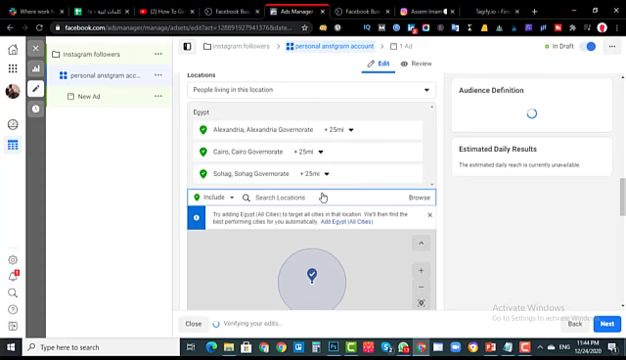 Where work h
How To G
Ads Manager
Facebook Bus
Assem Inst
Taplfy.io - Fin
facebook.com/adsmanager/manage/adsets/edit?act=
&date
instagram followers
personal anstgram acc...
New Ad
instagram followers
personal anstgram account
1 Ad
In Draft
Edit
Review
Locations
People living in this location
Egypt
Alexandria, Alexandria Governorate + 25mi
Cairo, Cairo Governorate + 25mi
Sohag, Sohag Governorate + 25mi
Include
Search Locations
Browse
Try adding Egypt (All Cities) to target all cities in that location. We'll then find the
best performing cities for you automatically. Add Egypt (All Cities)
Audience Definition
Estimated Daily Results
The estimated daily reach is currently unavailable.
Activate Windows
Go to Settings to activate Windows.
Close
Verifying your edits...
Back
Next
Type here to search
11:44 PM
12/24/2020